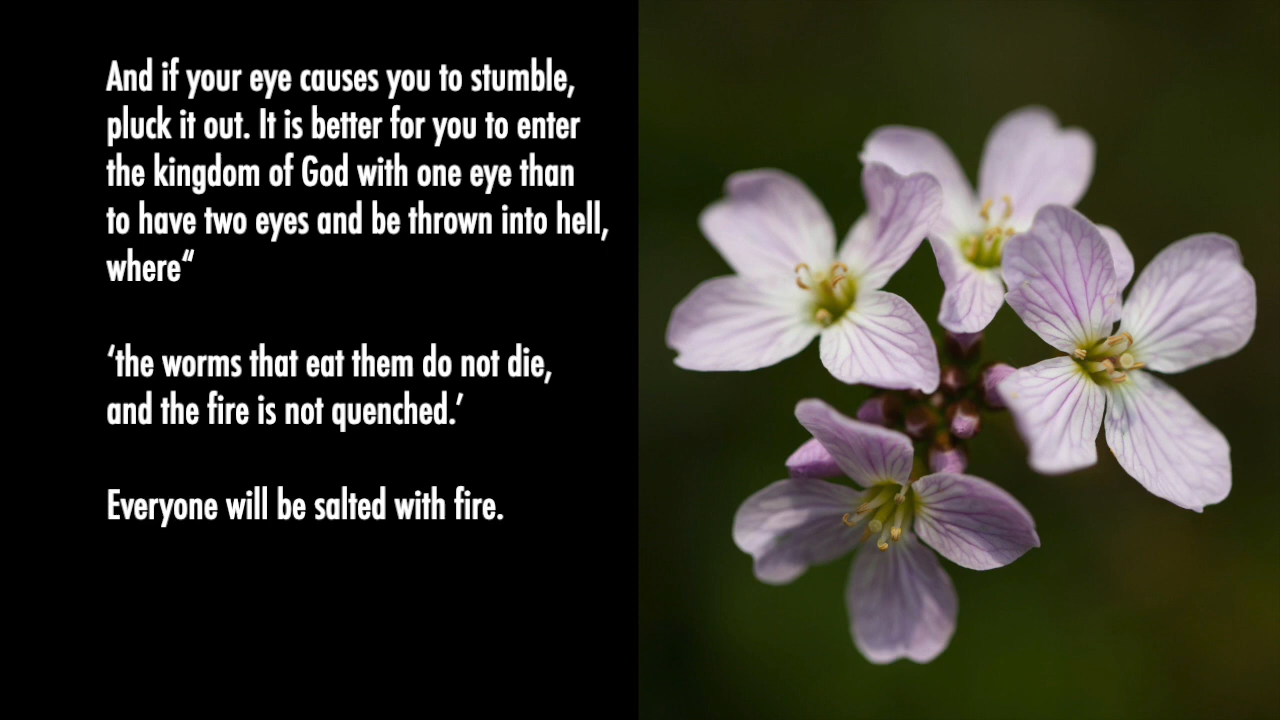 And if your eye causes you to stumble,
pluck it out. It is better for you to enter
the kingdom of God with one eye than
to have two eyes and be thrown into hell,
where“
‘the worms that eat them do not die,
and the fire is not quenched.’
Everyone will be salted with fire.